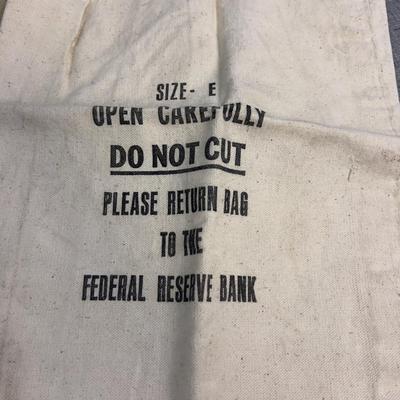 SIZE- E
OPEN CAREFULLY
DO NOT CUT
PLEASE RETURN BAG
TO THE
FEDERAL RESERVE BANK